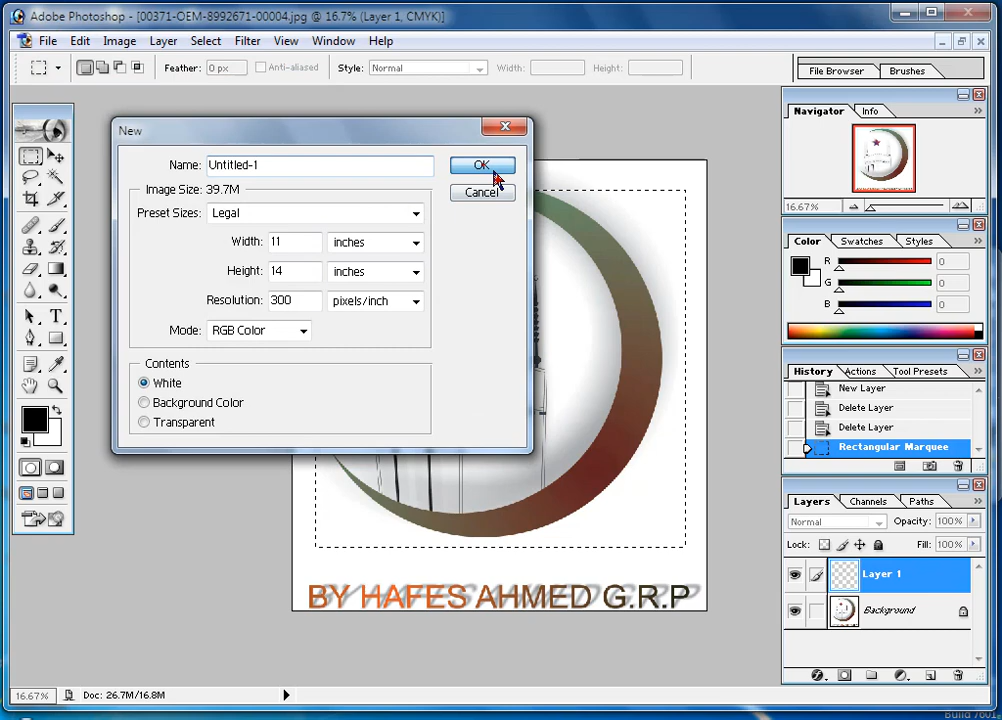 Adobe Photoshop - [00371-OEM-8992671-00004.jpg @ 16.7% (Layer 1, CMYK)]
File Edit Image Layer Select Filter View Window Help
Feather: 0 px Anti-aliased Style: Normal Width: Height: File Browser Brushes
New
Name: Untitled-1 OK
Image Size: 39.7M Cancel
Preset Sizes: Legal
Width: 11 inches
Height: 14 inches
Resolution: 300 pixels/inch
Mode: RGB Color
Contents
White
Background Color
Transparent
BY HAFES AHMED G.R.P
Navigator Info
16.67%
Color Swatches Styles
R 0
G 0
B 0
History Actions Tool Presets
New Layer
Delete Layer
Delete Layer
Rectangular Marquee
Layers Channels Paths
Normal Opacity: 100%
Lock: Fill: 100%
Layer 1
Background
16.67% Doc: 26.7M/16.8M
Build 7601